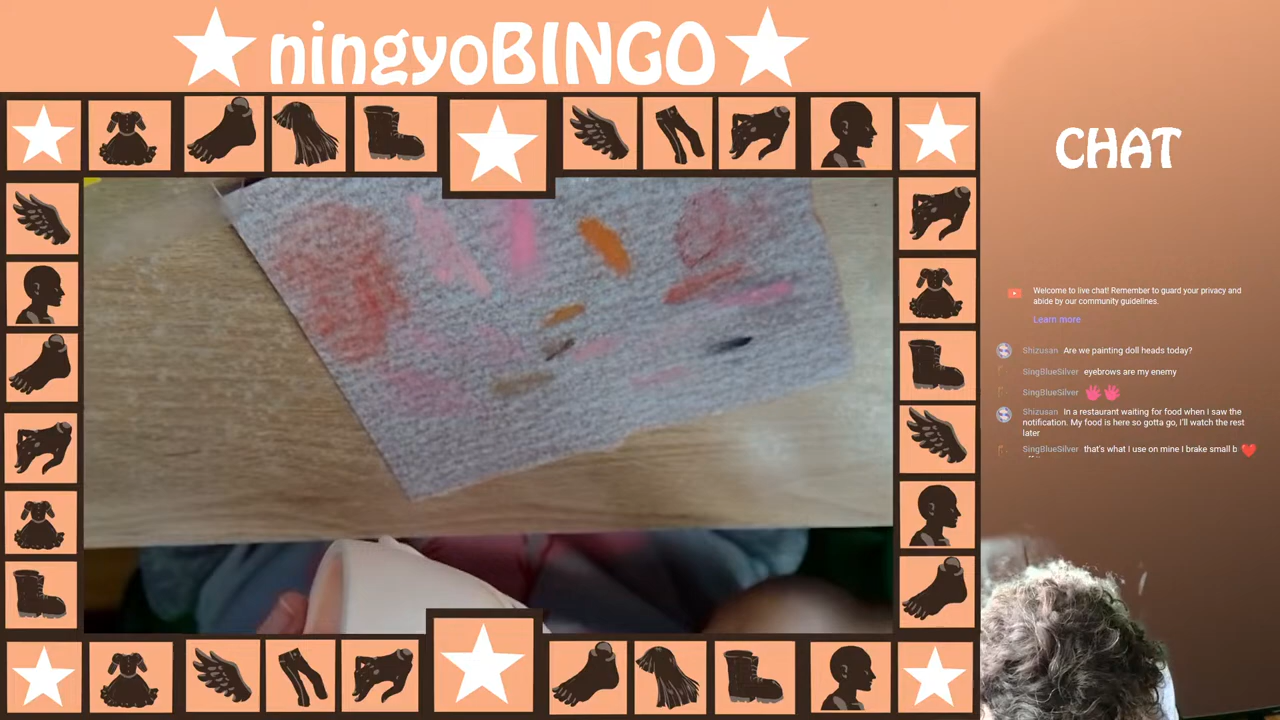 ningyoBINGO
CHAT
Welcome to live chat! Remember to guard your privacy and
abide by our community guidelines.
Learn more
Shizusan Are we painting doll heads today?
SingBlueSilver eyebrows are my enemy
SingBlueSilver
Shizusan In a restaurant waiting for food when I saw the
notification. My food is here so gotta go, I'll watch the rest
later
SingBlueSilver that's what I use on mine I brake small b